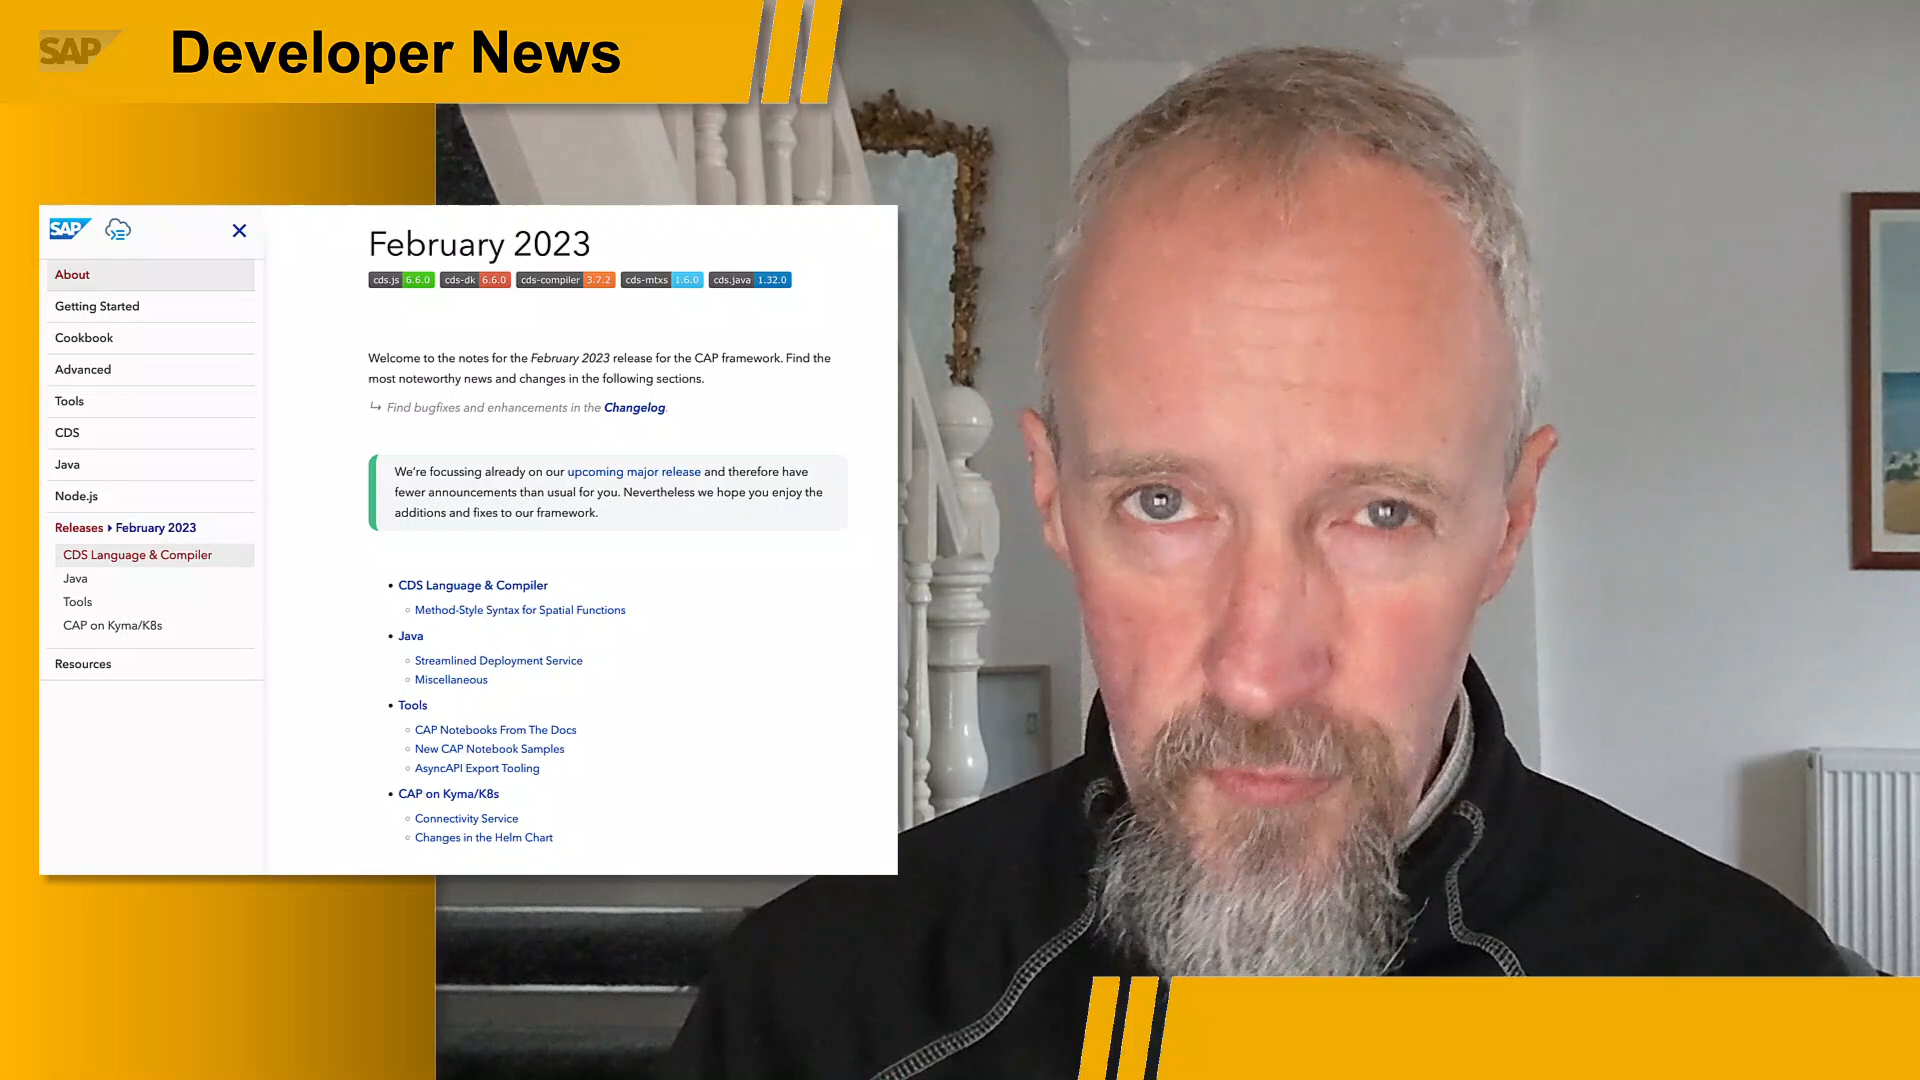 SAP
Developer News
SAP
About
Getting Started
Cookbook
Advanced
Tools
CDS
Java
Node.js
Releases February 2023
CDS Language & Compiler
Java
Tools
CAP on Kyma/K8s
Resources
February 2023
cds.js 6.6.0 cds-dk 6.6.0 cds-compiler 3.7.2 cds-mtxs 1.6.0 cds.java 1.32.0
Welcome to the notes for the February 2023 release for the CAP framework. Find the
most noteworthy news and changes in the following sections.
Find bugfixes and enhancements in the Changelog.
We're focussing already on our upcoming major release and therefore have
fewer announcements than usual for you. Nevertheless we hope you enjoy the
additions and fixes to our framework.
CDS Language & Compiler
Method-Style Syntax for Spatial Functions
Java
Streamlined Deployment Service
Miscellaneous
Tools
CAP Notebooks From The Docs
New CAP Notebook Samples
AsyncAPI Export Tooling
CAP on Kyma/K8s
Connectivity Service
Changes in the Helm Chart